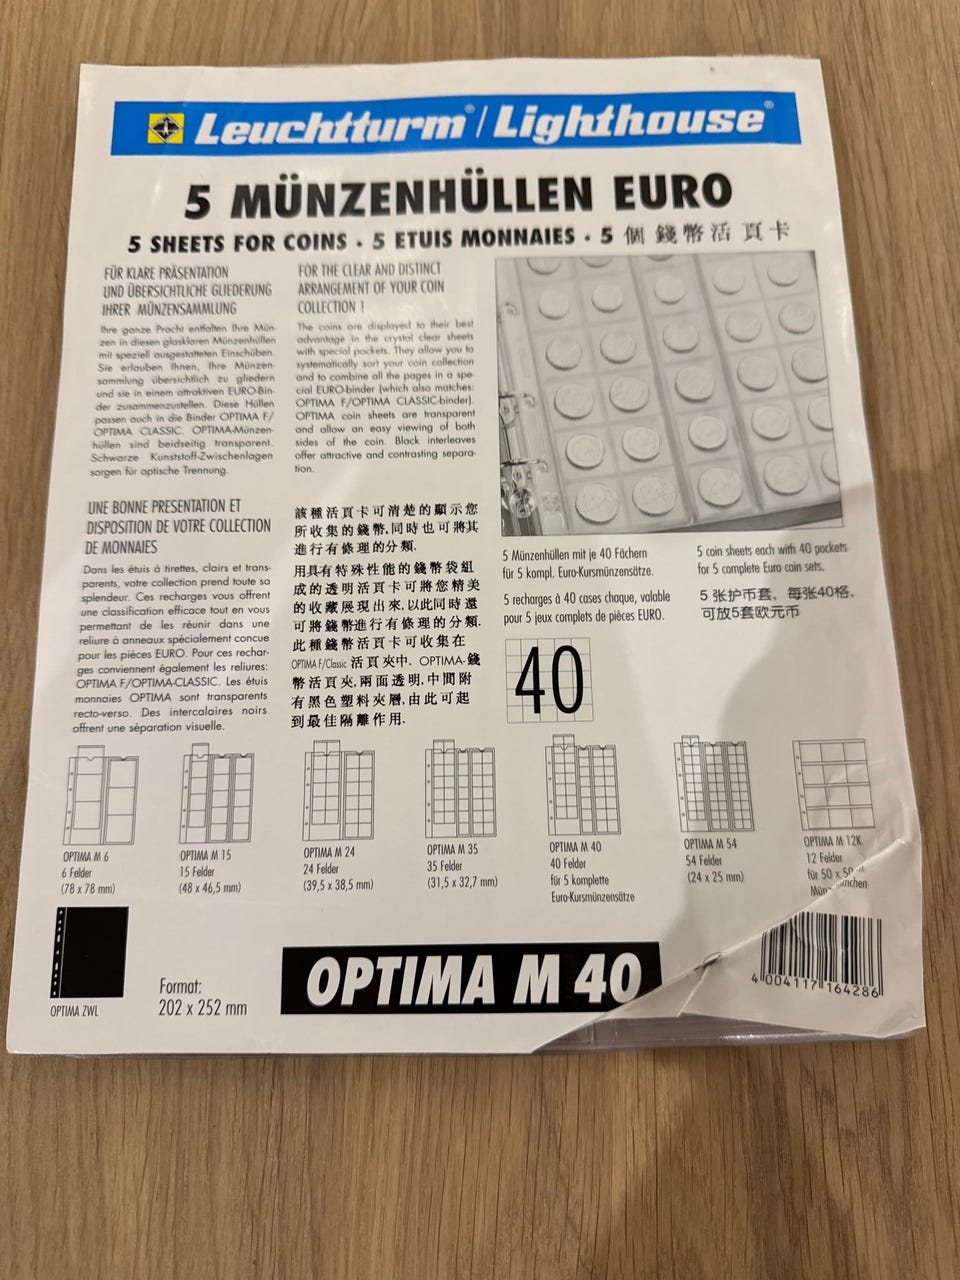 Leuchtturm® / Lighthouse®
5 MÜNZENHÜLLEN EURO
5 SHEETS FOR COINS · 5 ETUIS MONNAIES · 5 個 錢 幣 活 頁 卡
FÜR KLARE PRÄSENTATION
UND ÜBERSICHTLICHE GLIEDERUNG
IHRER MÜNZENSAMMLUNG
Ihre ganze Pracht entfalten Ihre Mün-
zen in diesen glasklaren Münzenhüllen
mit speziell ausgestatteten Einschüben.
Sie erlauben Ihnen, Ihre Münzen-
sammlung übersichtlich zu gliedern
und sie in einem attraktiven EURO-Bin-
der zusammenzustellen. Diese Hüllen
passen auch in die Binder OPTIMA F/
OPTIMA CLASSIC. OPTIMA-Münzen-
hüllen sind beidseitig transparent.
Schwarze Kunststoff-Zwischenlagen
sorgen für optische Trennung.
FOR THE CLEAR AND DISTINCT
ARRANGEMENT OF YOUR COIN
COLLECTION !
The coins are displayed to their best
advantage in the crystal clear sheets
with special pockets. They allow you to
systematically sort your coin collection
and to combine all the pages in a spe-
cial EURO-binder (which also matches:
OPTIMA F/OPTIMA CLASSIC-binder).
OPTIMA coin sheets are transparent
and allow an easy viewing of both
sides of the coin. Black interleaves
offer attractive and contrasting separa-
tion.
UNE BONNE PRESENTATION ET
DISPOSITION DE VOTRE COLLECTION
DE MONNAIES
Dans les étuis à tirettes, clairs et trans-
parents, votre collection prend toute sa
splendeur. Ces recharges vous offrent
une classification efficace tout en vous
permettant de les réunir dans une
reliure à anneaux spécialement concue
pour les pièces EURO. Pour ces rechar-
ges conviennent également les reliures:
OPTIMA F/OPTIMA-CLASSIC. Les étuis
monnaies OPTIMA sont transparents
recto-verso. Des intercalaires noirs
offrent une séparation visuelle.
該種活頁卡可清楚的顯示您
所收集的錢幣,同時也可將其
進行有條理的分類.
用具有特殊性能的錢幣袋組
成的透明活頁卡可將您精美
的收藏展現出來,以此同時還
可將錢幣進行有條理的分類.
此種錢幣活頁卡可收集在
OPTIMA F/Classic 活頁夾中. OPTIMA-錢
幣活頁夾,兩面透明,中間附
有黑色塑料夾層,由此可起
到最佳隔離作用.
5 Münzenhüllen mit je 40 Fächern
für 5 kompl. Euro-Kursmünzensätze.
5 recharges à 40 cases chaque, valable
pour 5 jeux complets de pièces EURO.
5 coin sheets each with 40 pockets
for 5 complete Euro coin sets.
5 张护币套，每张40格，
可放5套欧元币
40
OPTIMA M 6
6 Felder
(78 x 78 mm)
OPTIMA M 15
15 Felder
(48 x 46,5 mm)
OPTIMA M 24
24 Felder
(39,5 x 38,5 mm)
OPTIMA M 35
35 Felder
(31,5 x 32,7 mm)
OPTIMA M 40
40 Felder
für 5 komplette
Euro-Kursmünzensätze
OPTIMA M 54
54 Felder
(24 x 25 mm)
OPTIMA M 12K
12 Felder
für 50 x 50
OPTIMA ZWL
Format:
202 x 252 mm
OPTIMA M 40
4 004117 164286